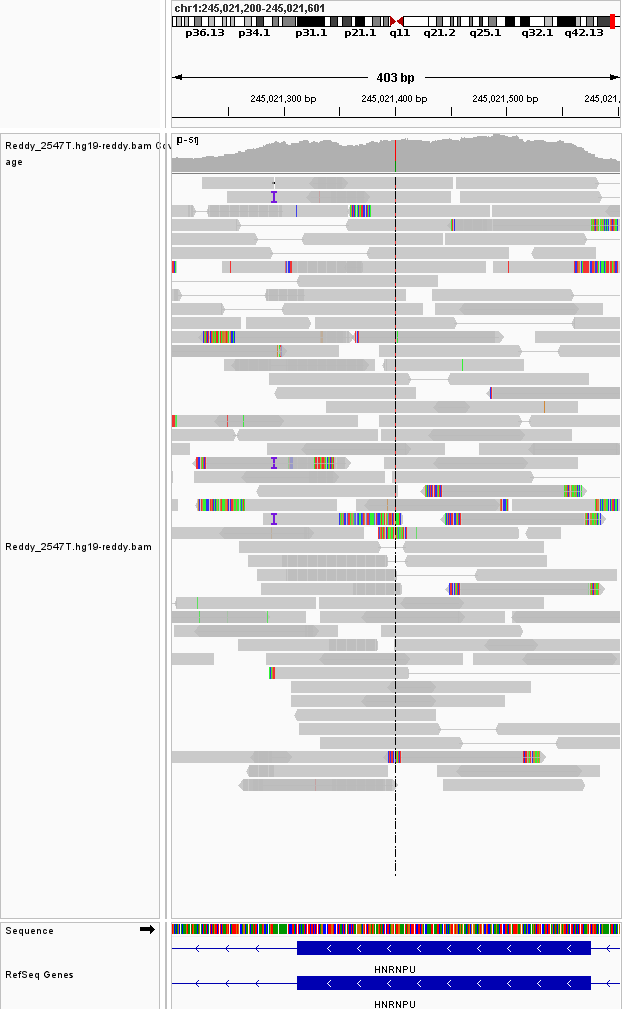 chr1:245,021,200-245,021,601
p36.13 p34.1 p31.1 p21.1 q11 q21.2 q25.1 q32.1 q42.13
403 bp
245,021,300 bp 245,021,400 bp 245,021,500 bp 245,021,
Reddy_2547T.hg19-reddy.bam Cov
age
[0-51]
Reddy_2547T.hg19-reddy.bam
Sequence
HNRNPU
RefSeq Genes
HNRNPU